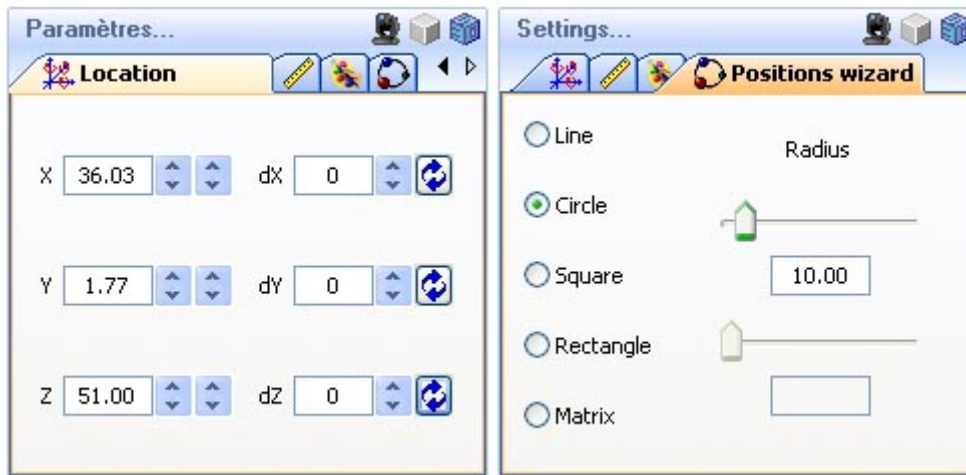 Paramètres...
Location
X 36.03 dX 0
Y 1.77 dY 0
Z 51.00 dZ 0
Settings...
Positions wizard
Line
Radius
Circle
Square 10.00
Rectangle
Matrix